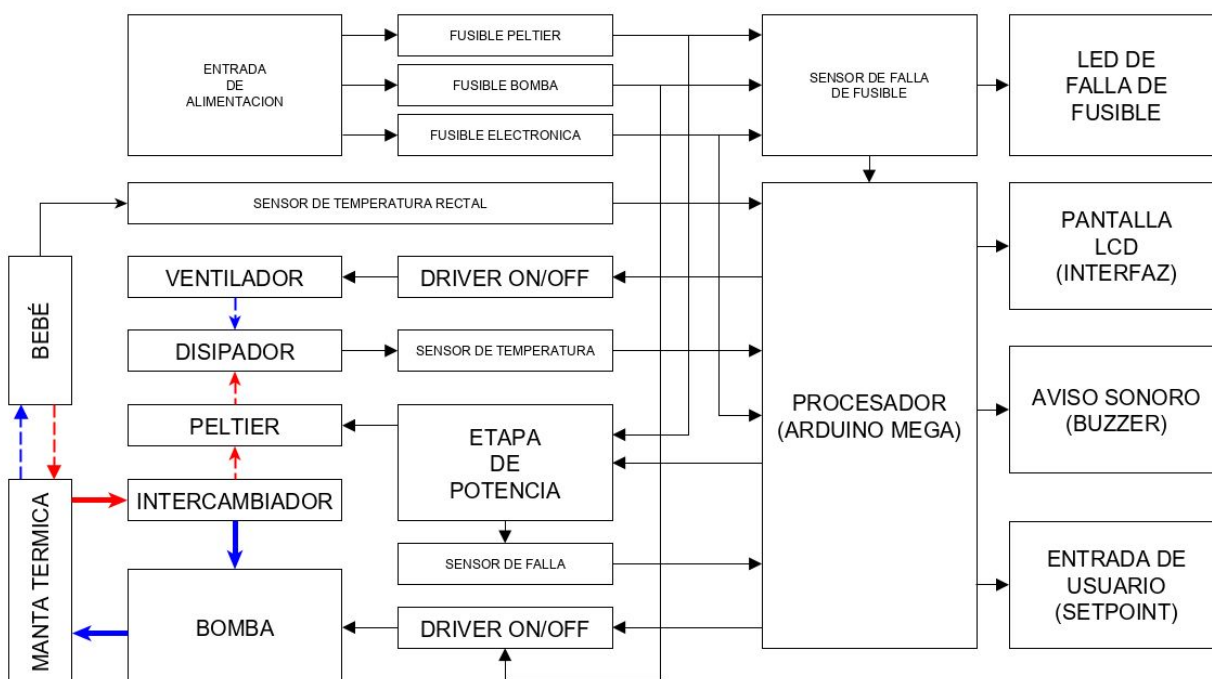 ENTRADA
DE
ALIMENTACION
FUSIBLE PELTIER
FUSIBLE BOMBA
FUSIBLE ELECTRONICA
SENSOR DE FALLA
DE FUSIBLE
LED DE
FALLA DE
FUSIBLE
SENSOR DE TEMPERATURA RECTAL
PANTALLA
LCD
(INTERFAZ)
BEBÉ
VENTILADOR
DRIVER ON/OFF
DISIPADOR
SENSOR DE TEMPERATURA
PELTIER
ETAPA
DE
POTENCIA
PROCESADOR
(ARDUINO MEGA)
AVISO SONORO
(BUZZER)
MANTA TERMICA
INTERCAMBIADOR
SENSOR DE FALLA
BOMBA
DRIVER ON/OFF
ENTRADA DE
USUARIO
(SETPOINT)